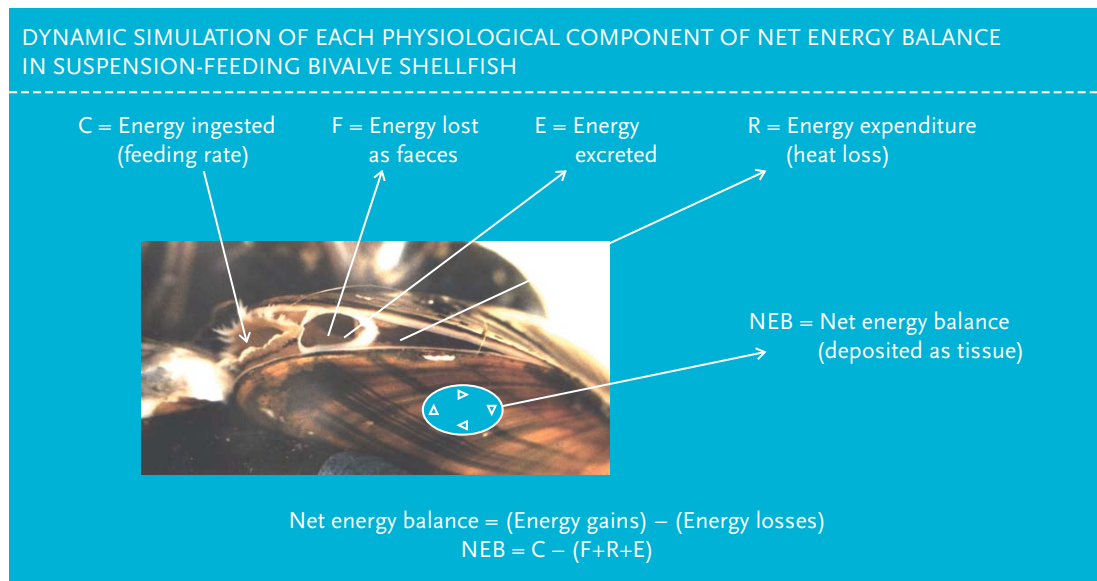 DYNAMIC SIMULATION OF EACH PHYSIOLOGICAL COMPONENT OF NET ENERGY BALANCE
IN SUSPENSION-FEEDING BIVALVE SHELLFISH
C = Energy ingested
(feeding rate)
F = Energy lost
as faeces
E = Energy
excreted
R = Energy expenditure
(heat loss)
NEB = Net energy balance
(deposited as tissue)
Net energy balance = (Energy gains) – (Energy losses)
NEB = C – (F+R+E)